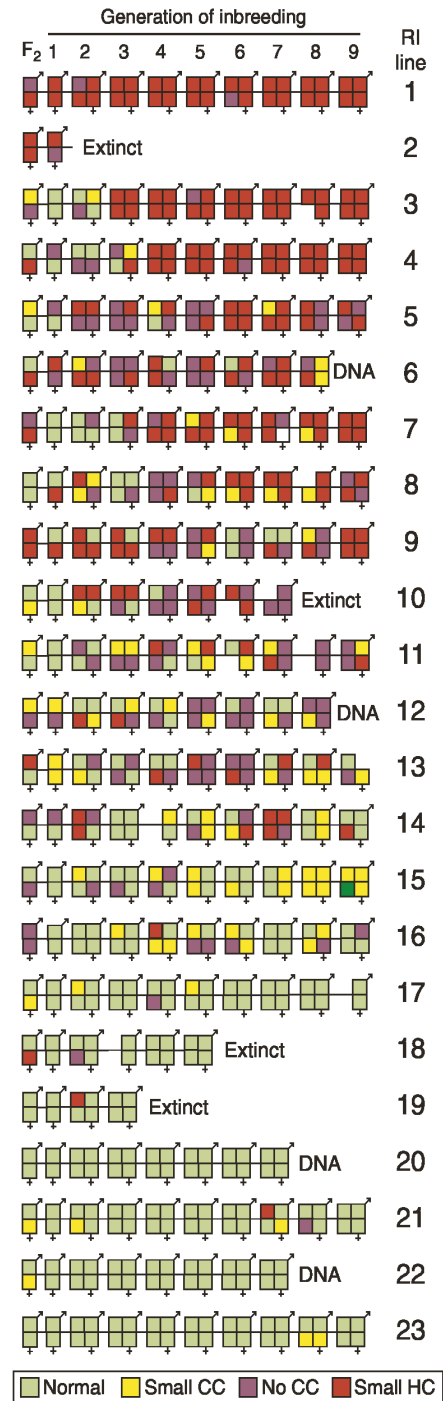 Generation of inbreeding
F2 1 2 3 4 5 6 7 8 9 RI line
1
Extinct 2
3
4
5
DNA 6
7
8
9
Extinct 10
11
DNA 12
13
14
15
16
17
Extinct 18
Extinct 19
DNA 20
21
DNA 22
23
Normal Small CC No CC Small HC